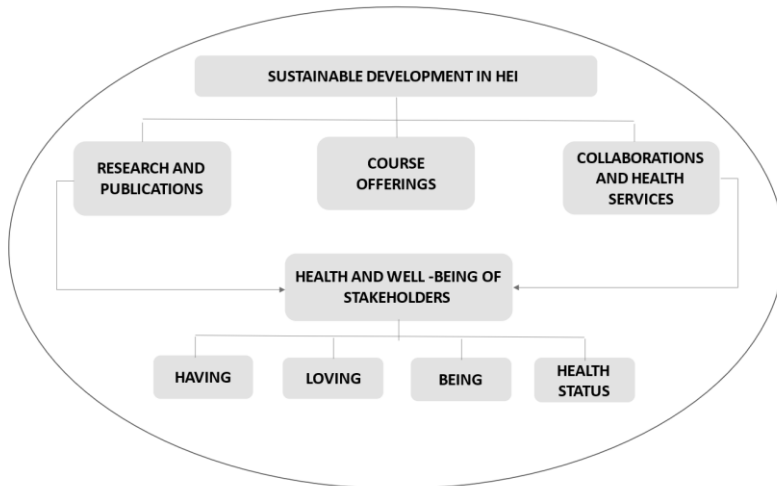 SUSTAINABLE DEVELOPMENT IN HEI
RESEARCH AND
PUBLICATIONS
COURSE
OFFERINGS
COLLABORATIONS
AND HEALTH
SERVICES
HEALTH AND WELL -BEING OF
STAKEHOLDERS
HAVING
LOVING
BEING
HEALTH
STATUS